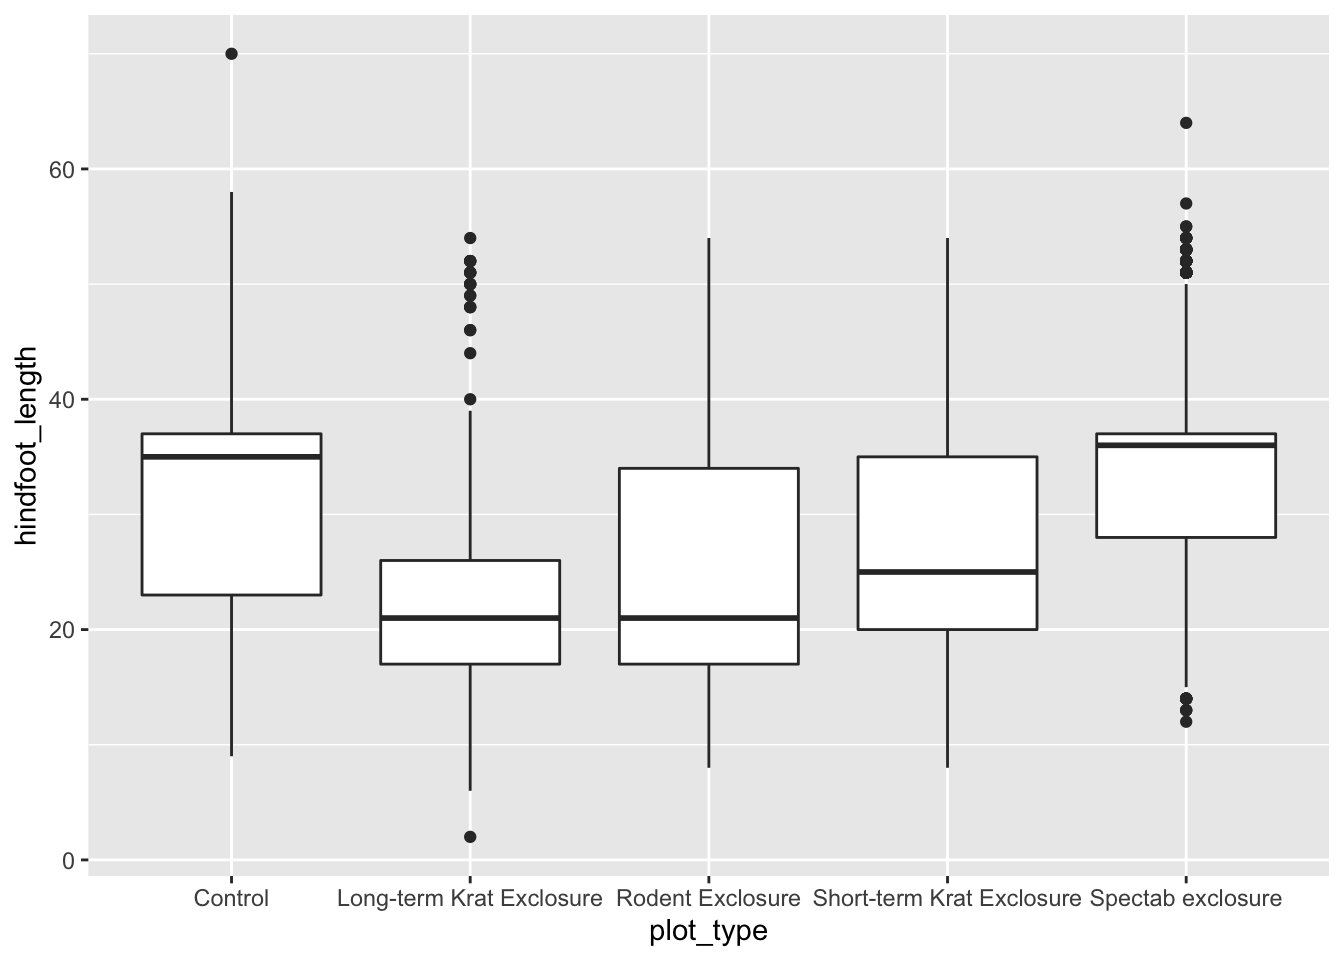 hindfoot_length
60
40
20
0
Control
Long-term Krat Exclosure
Rodent Exclosure
Short-term Krat Exclosure
Spectab exclosure
plot_type